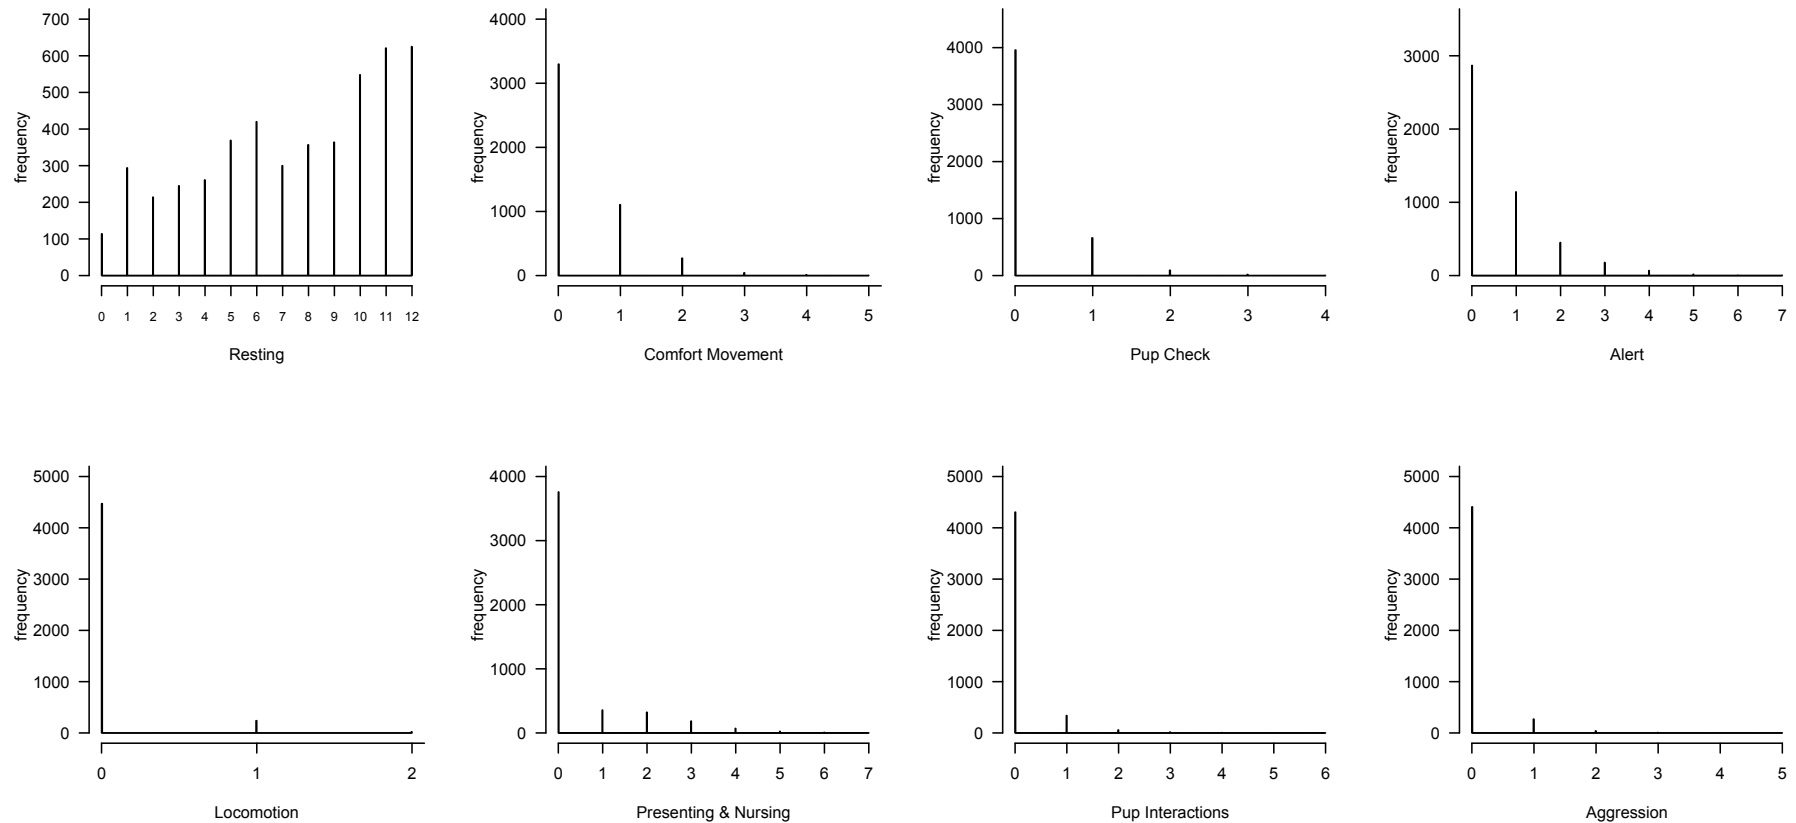 frequency
700
600
500
400
300
200
100
0
0 1 2 3 4 5 6 7 8 9 10 11 12
Resting
frequency
4000
3000
2000
1000
0
0 1 2 3 4 5
Comfort Movement
frequency
4000
3000
2000
1000
0
0 1 2 3 4
Pup Check
frequency
3000
2000
1000
0
0 1 2 3 4 5 6 7
Alert
frequency
5000
4000
3000
2000
1000
0
0 1 2
Locomotion
frequency
4000
3000
2000
1000
0
0 1 2 3 4 5 6 7
Presenting & Nursing
frequency
5000
4000
3000
2000
1000
0
0 1 2 3 4 5 6
Pup Interactions
frequency
5000
4000
3000
2000
1000
0
0 1 2 3 4 5
Aggression